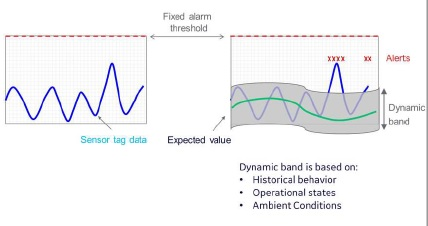 Fixed alarm
threshold
xxxx xx Alerts
Dynamic
band
Sensor tag data
Expected value
Dynamic band is based on:
• Historical behavior
• Operational states
• Ambient Conditions